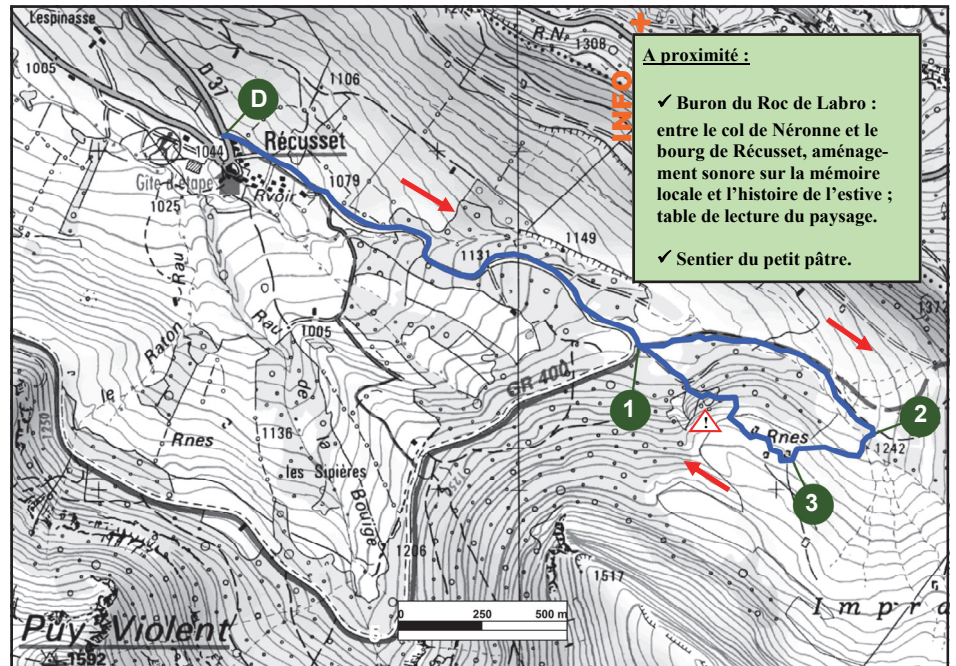 Lespinasse
1005
D 37
1274
R.N.
1308
INFO +
A proximité :
✓ Buron du Roc de Labro :
entre le col de Néronne et le
bourg de Récusset, aménage-
ment sonore sur la mémoire
locale et l'histoire de l'estive ;
table de lecture du paysage.
✓ Sentier du petit pâtre.
1106
D
1044
Récusset
Gîte d'étape
1079
Rvoir
1025
1149
1131
1377
Rau
Raton
le
Rau
de
la
Bouige
1005
GR 400
1
!
2
Rnes
1242
3
1750
Rnes
1136
les Sipières
1206
1517
0 250 500 m
Impra
Puy Violent
1592